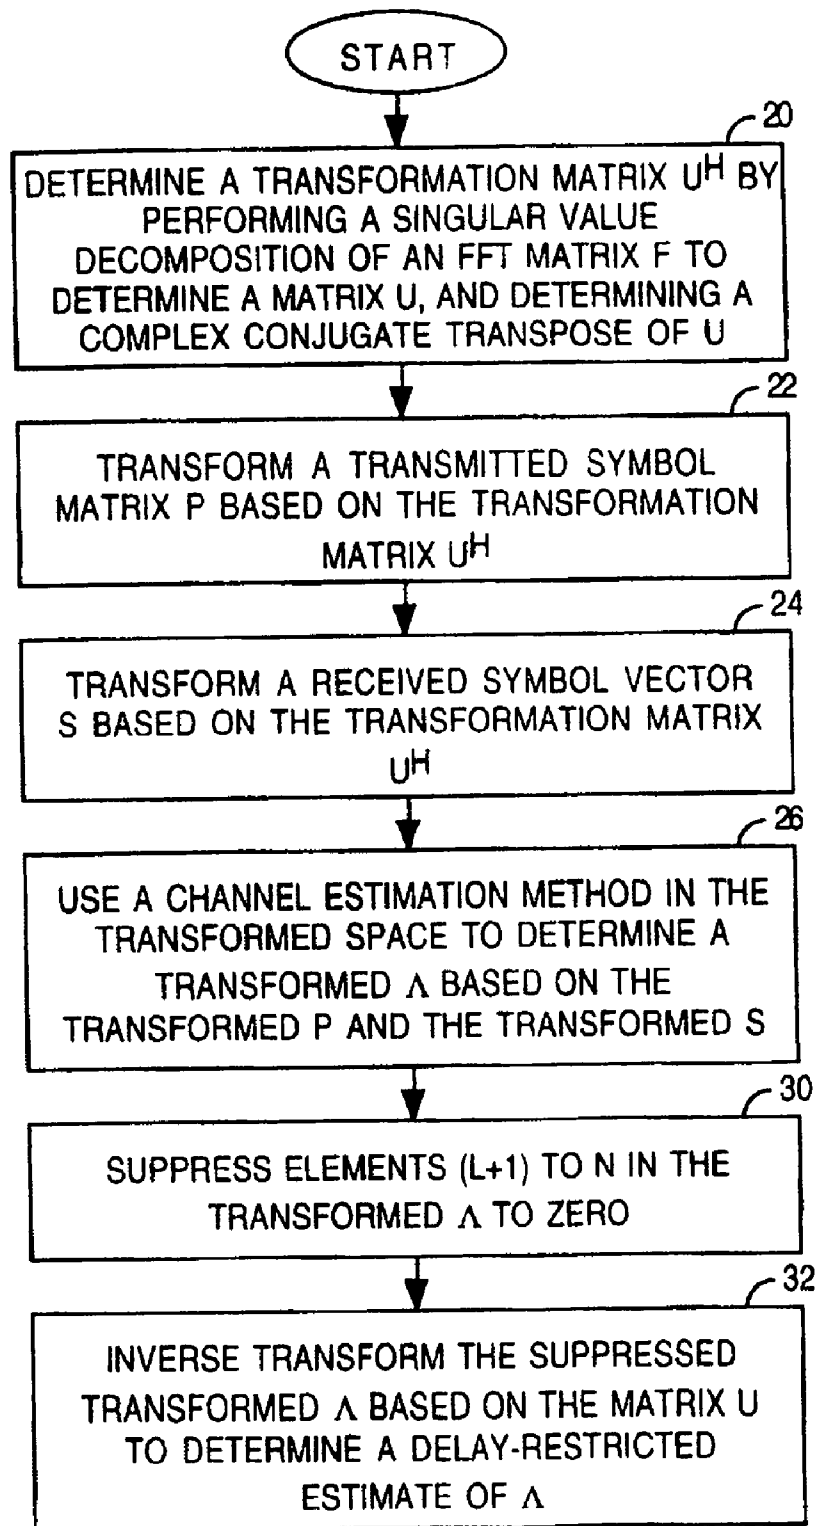 START
20
DETERMINE A TRANSFORMATION MATRIX Uᴴ BY
PERFORMING A SINGULAR VALUE
DECOMPOSITION OF AN FFT MATRIX F TO
DETERMINE A MATRIX U, AND DETERMINING A
COMPLEX CONJUGATE TRANSPOSE OF U
22
TRANSFORM A TRANSMITTED SYMBOL
MATRIX P BASED ON THE TRANSFORMATION
MATRIX Uᴴ
24
TRANSFORM A RECEIVED SYMBOL VECTOR
S BASED ON THE TRANSFORMATION MATRIX
Uᴴ
26
USE A CHANNEL ESTIMATION METHOD IN THE
TRANSFORMED SPACE TO DETERMINE A
TRANSFORMED Λ BASED ON THE
TRANSFORMED P AND THE TRANSFORMED S
30
SUPPRESS ELEMENTS (L+1) TO N IN THE
TRANSFORMED Λ TO ZERO
32
INVERSE TRANSFORM THE SUPPRESSED
TRANSFORMED Λ BASED ON THE MATRIX U
TO DETERMINE A DELAY-RESTRICTED
ESTIMATE OF Λ